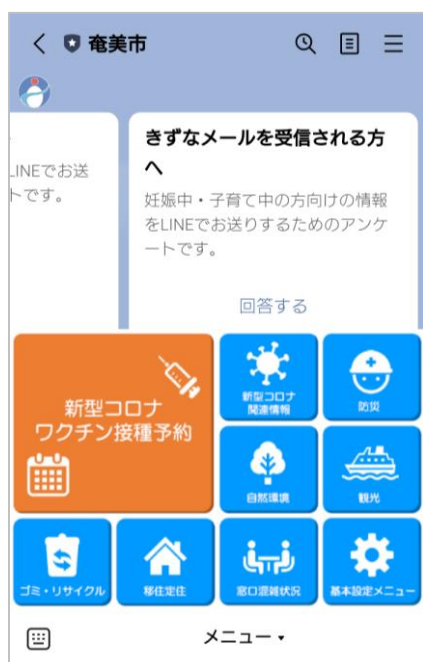 奄美市
LINEでお送
トです。
きずなメールを受信される方
へ
妊娠中・子育て中の方向けの情報
をLINEでお送りするためのアンケ
ートです。
回答する
新型コロナ
ワクチン接種予約
新型コロナ
関連情報
防災
自然環境
観光
ゴミ・リサイクル
移住定住
窓口混雑状況
基本設定メニュー
メニュー